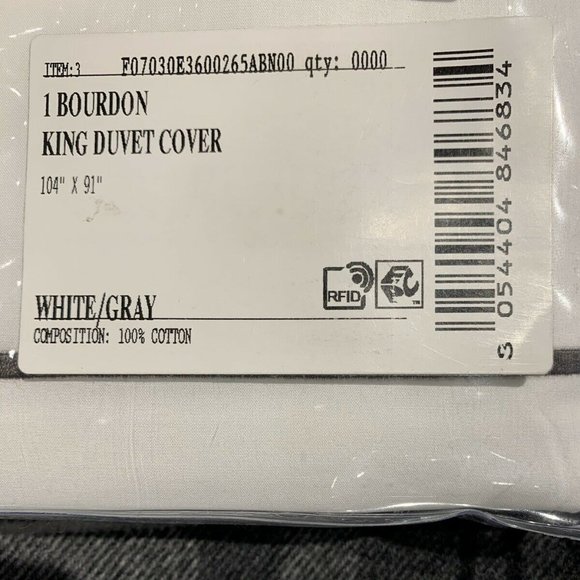 ITEM:3 F07030E3600265ABN00 qty: 0000
1 BOURDON
KING DUVET COVER
104" X 91"
RFID
WHITE/GRAY
COMPOSITION: 100% COTTON
3 054404 846834